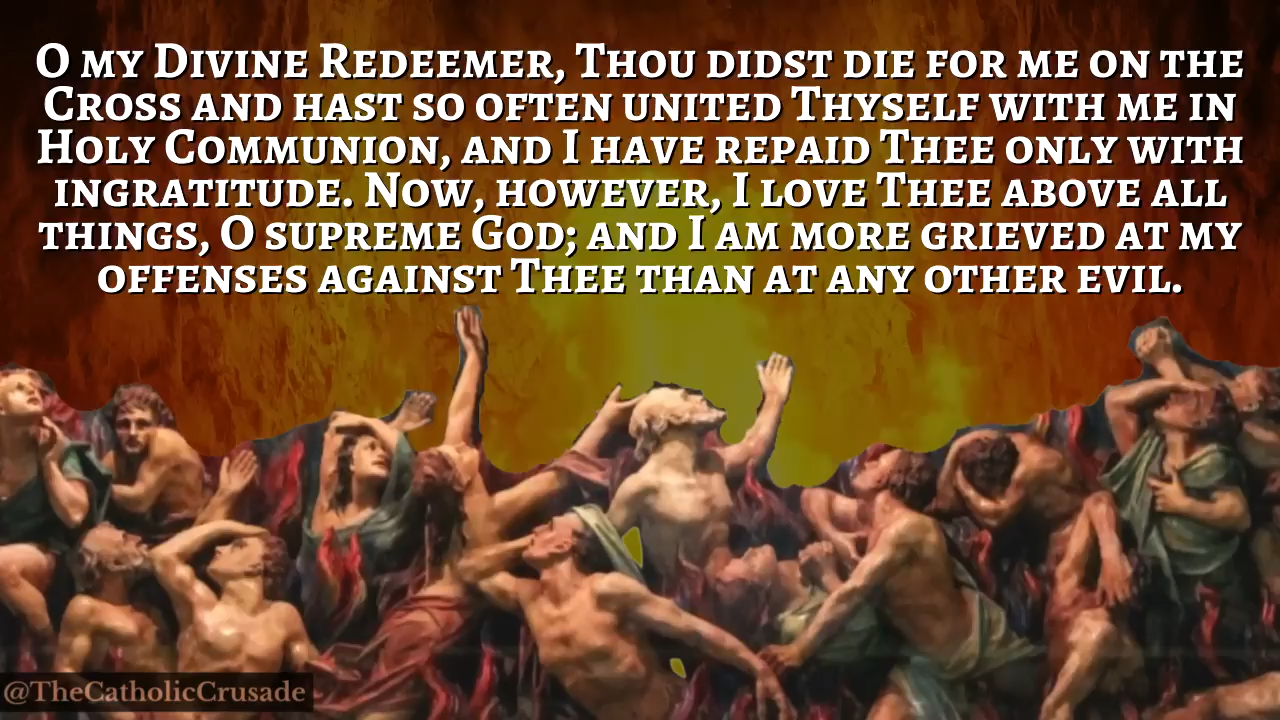 O my Divine Redeemer, Thou didst die for me on the
Cross and hast so often united Thyself with me in
Holy Communion, and I have repaid Thee only with
ingratitude. Now, however, I love Thee above all
things, O supreme God; and I am more grieved at my
offenses against Thee than at any other evil.
@TheCatholicCrusade